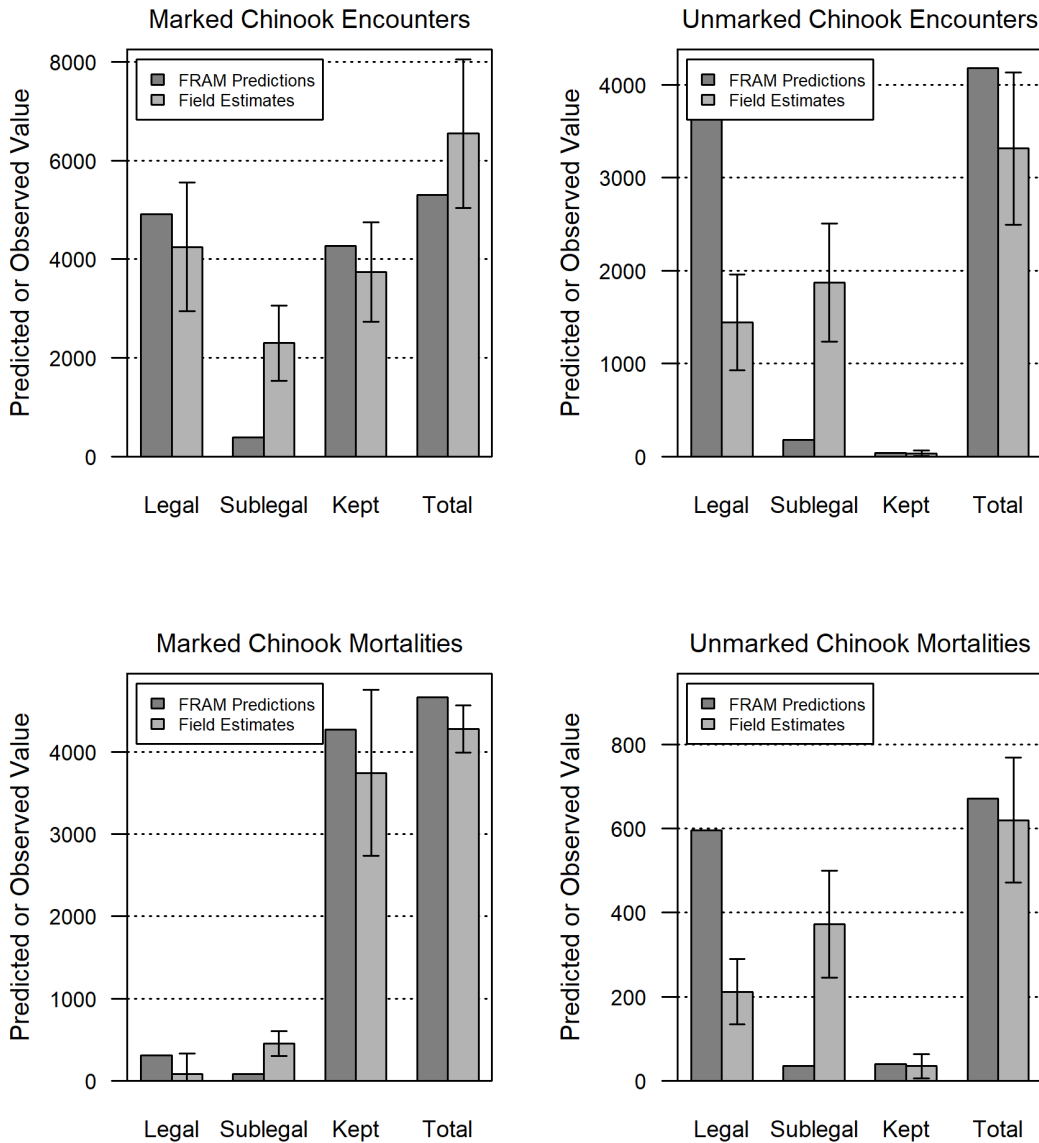 Marked Chinook Encounters
Predicted or Observed Value
8000
6000
4000
2000
0
FRAM Predictions
Field Estimates
Legal Sublegal Kept Total
Unmarked Chinook Encounters
Predicted or Observed Value
4000
3000
2000
1000
0
FRAM Predictions
Field Estimates
Legal Sublegal Kept Total
Marked Chinook Mortalities
Predicted or Observed Value
4000
3000
2000
1000
0
FRAM Predictions
Field Estimates
Legal Sublegal Kept Total
Unmarked Chinook Mortalities
Predicted or Observed Value
800
600
400
200
0
FRAM Predictions
Field Estimates
Legal Sublegal Kept Total